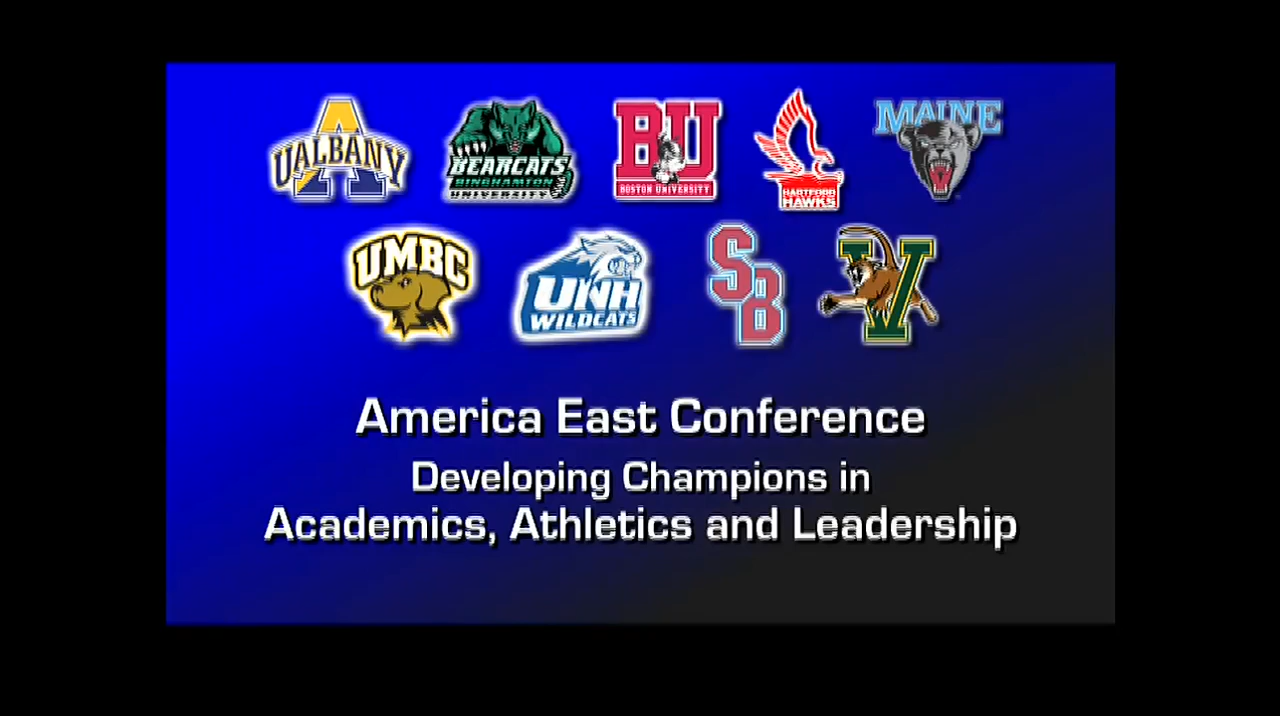 A
UALBANY
BEARCATS
BINGHAMTON
UNIVERSITY
BU
BOSTON UNIVERSITY
HARTFORD
HAWKS
MAINE
UMBC
UNH
WILDCATS
SB
V
America East Conference
Developing Champions in
Academics, Athletics and Leadership